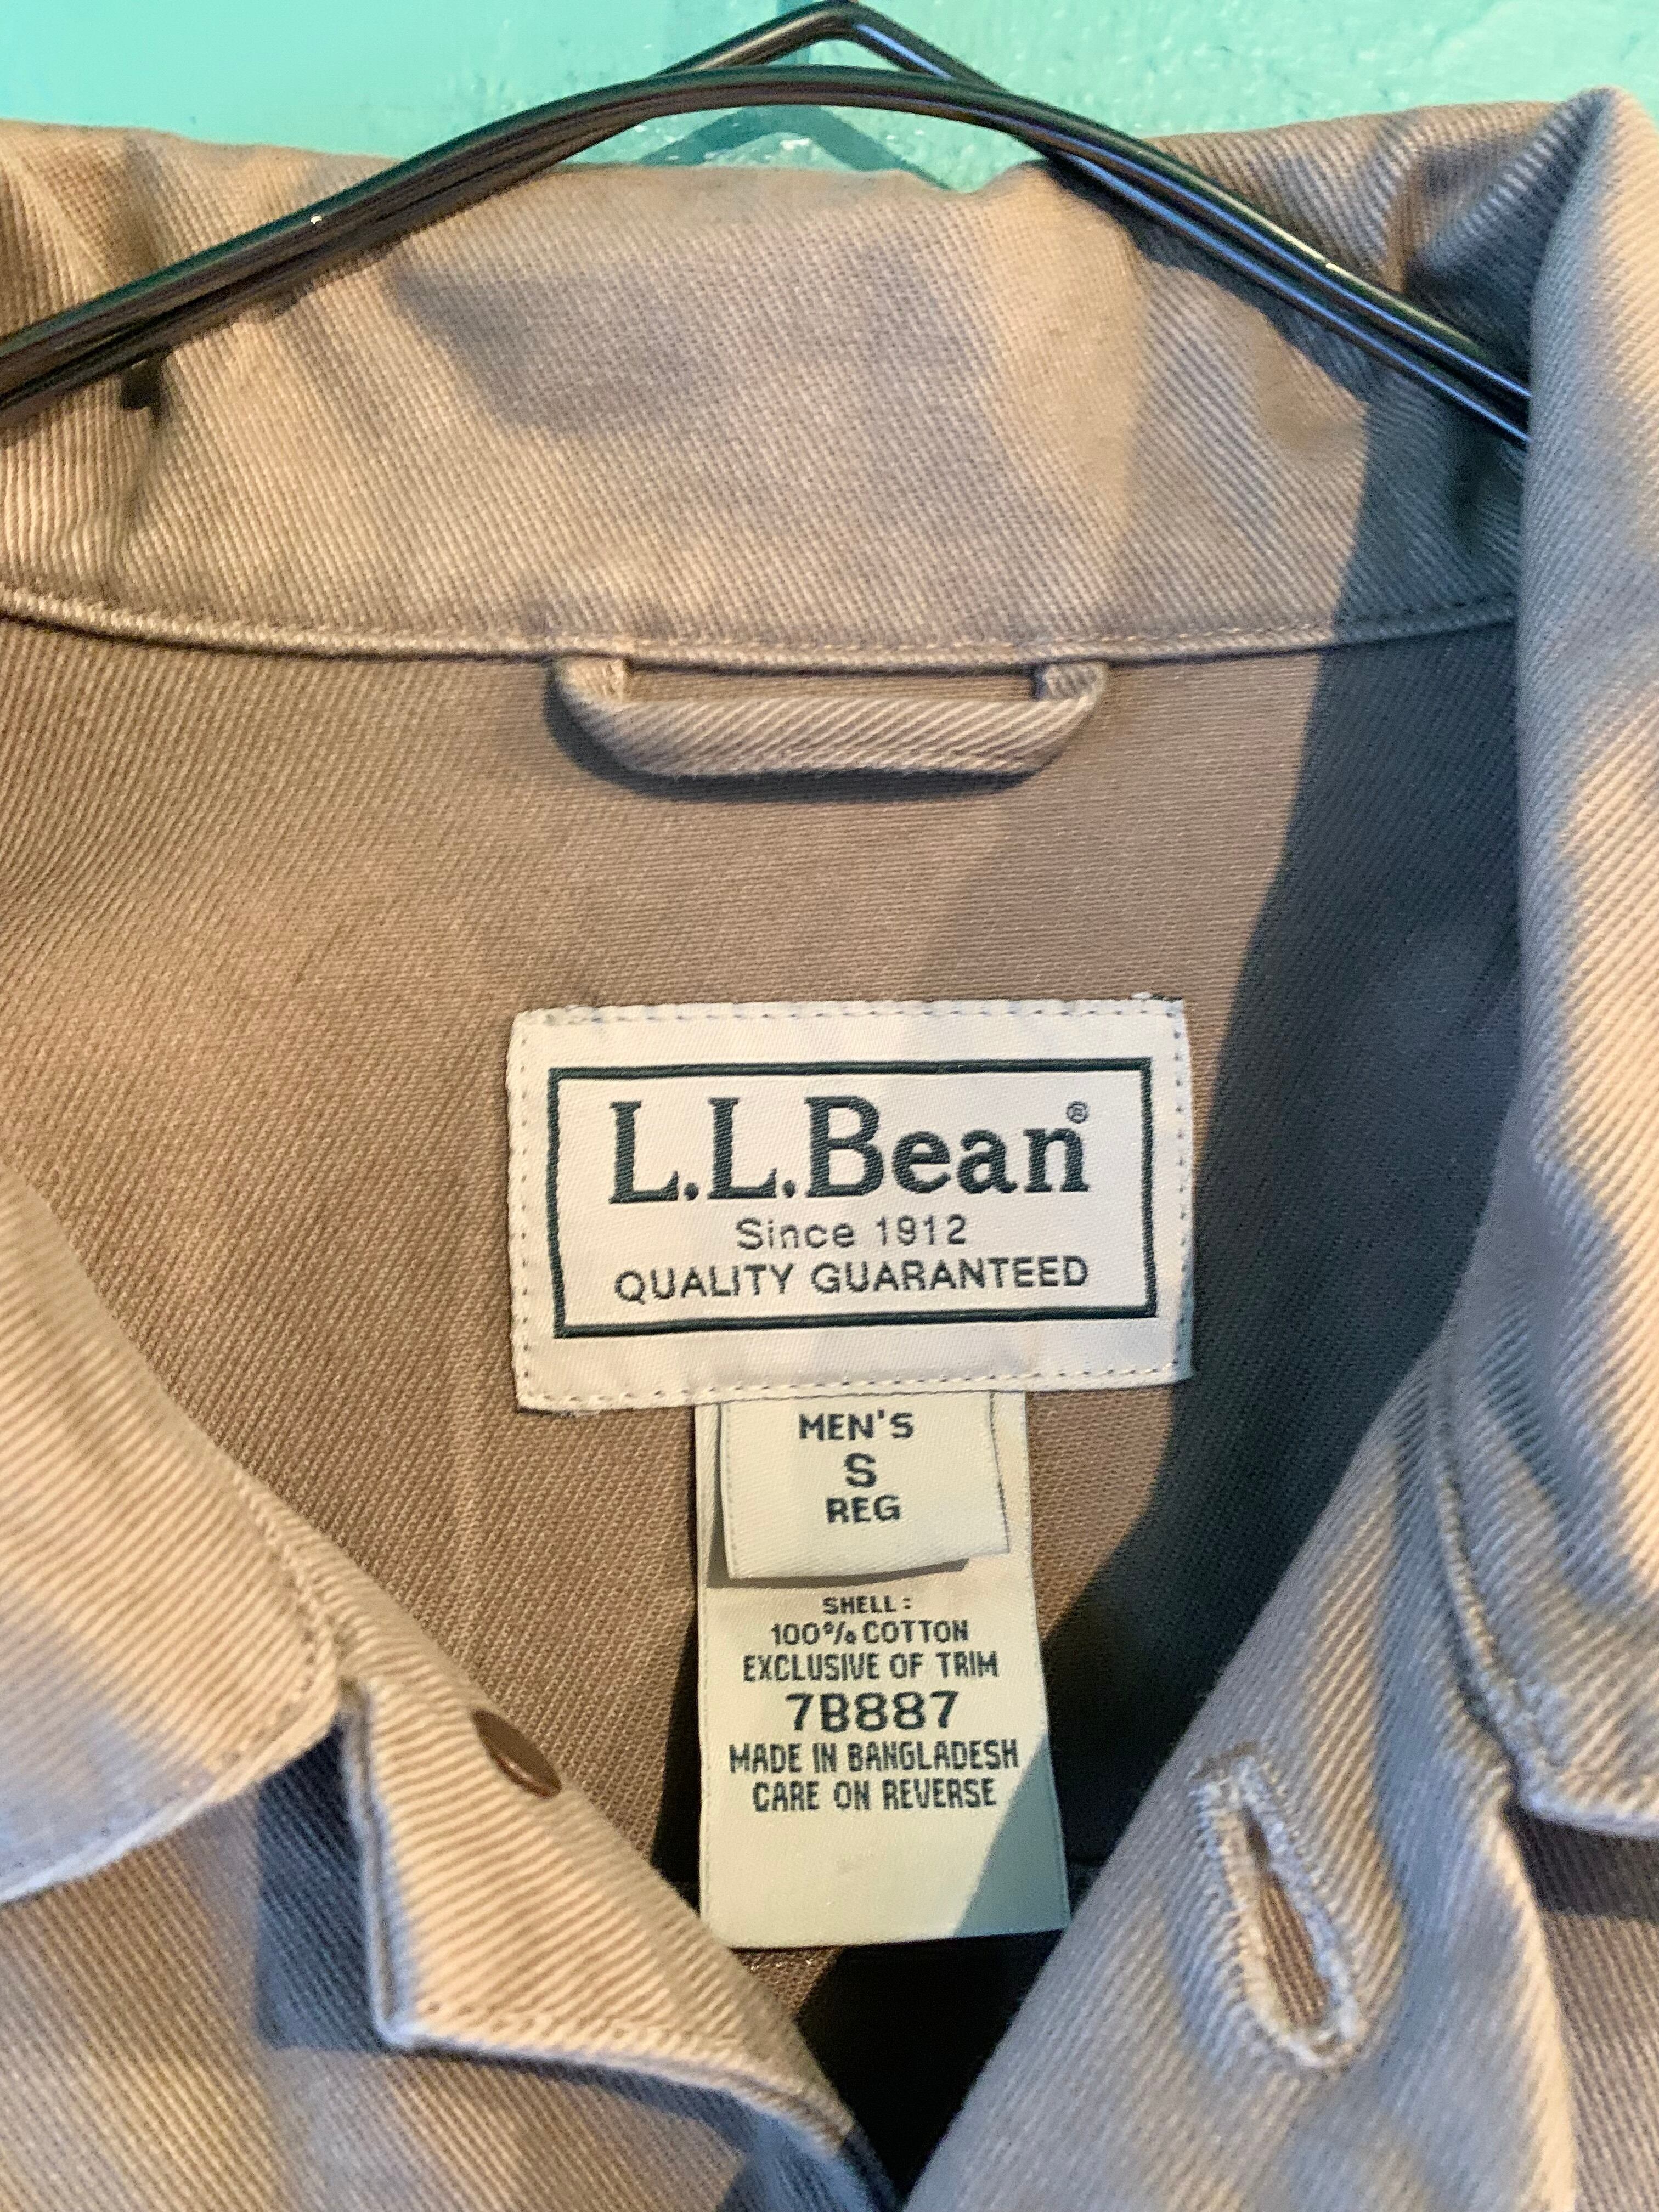 L.L.Bean®
Since 1912
QUALITY GUARANTEED
MEN'S
S
REG
SHELL:
100% COTTON
EXCLUSIVE OF TRIM
7B887
MADE IN BANGLADESH
CARE ON REVERSE